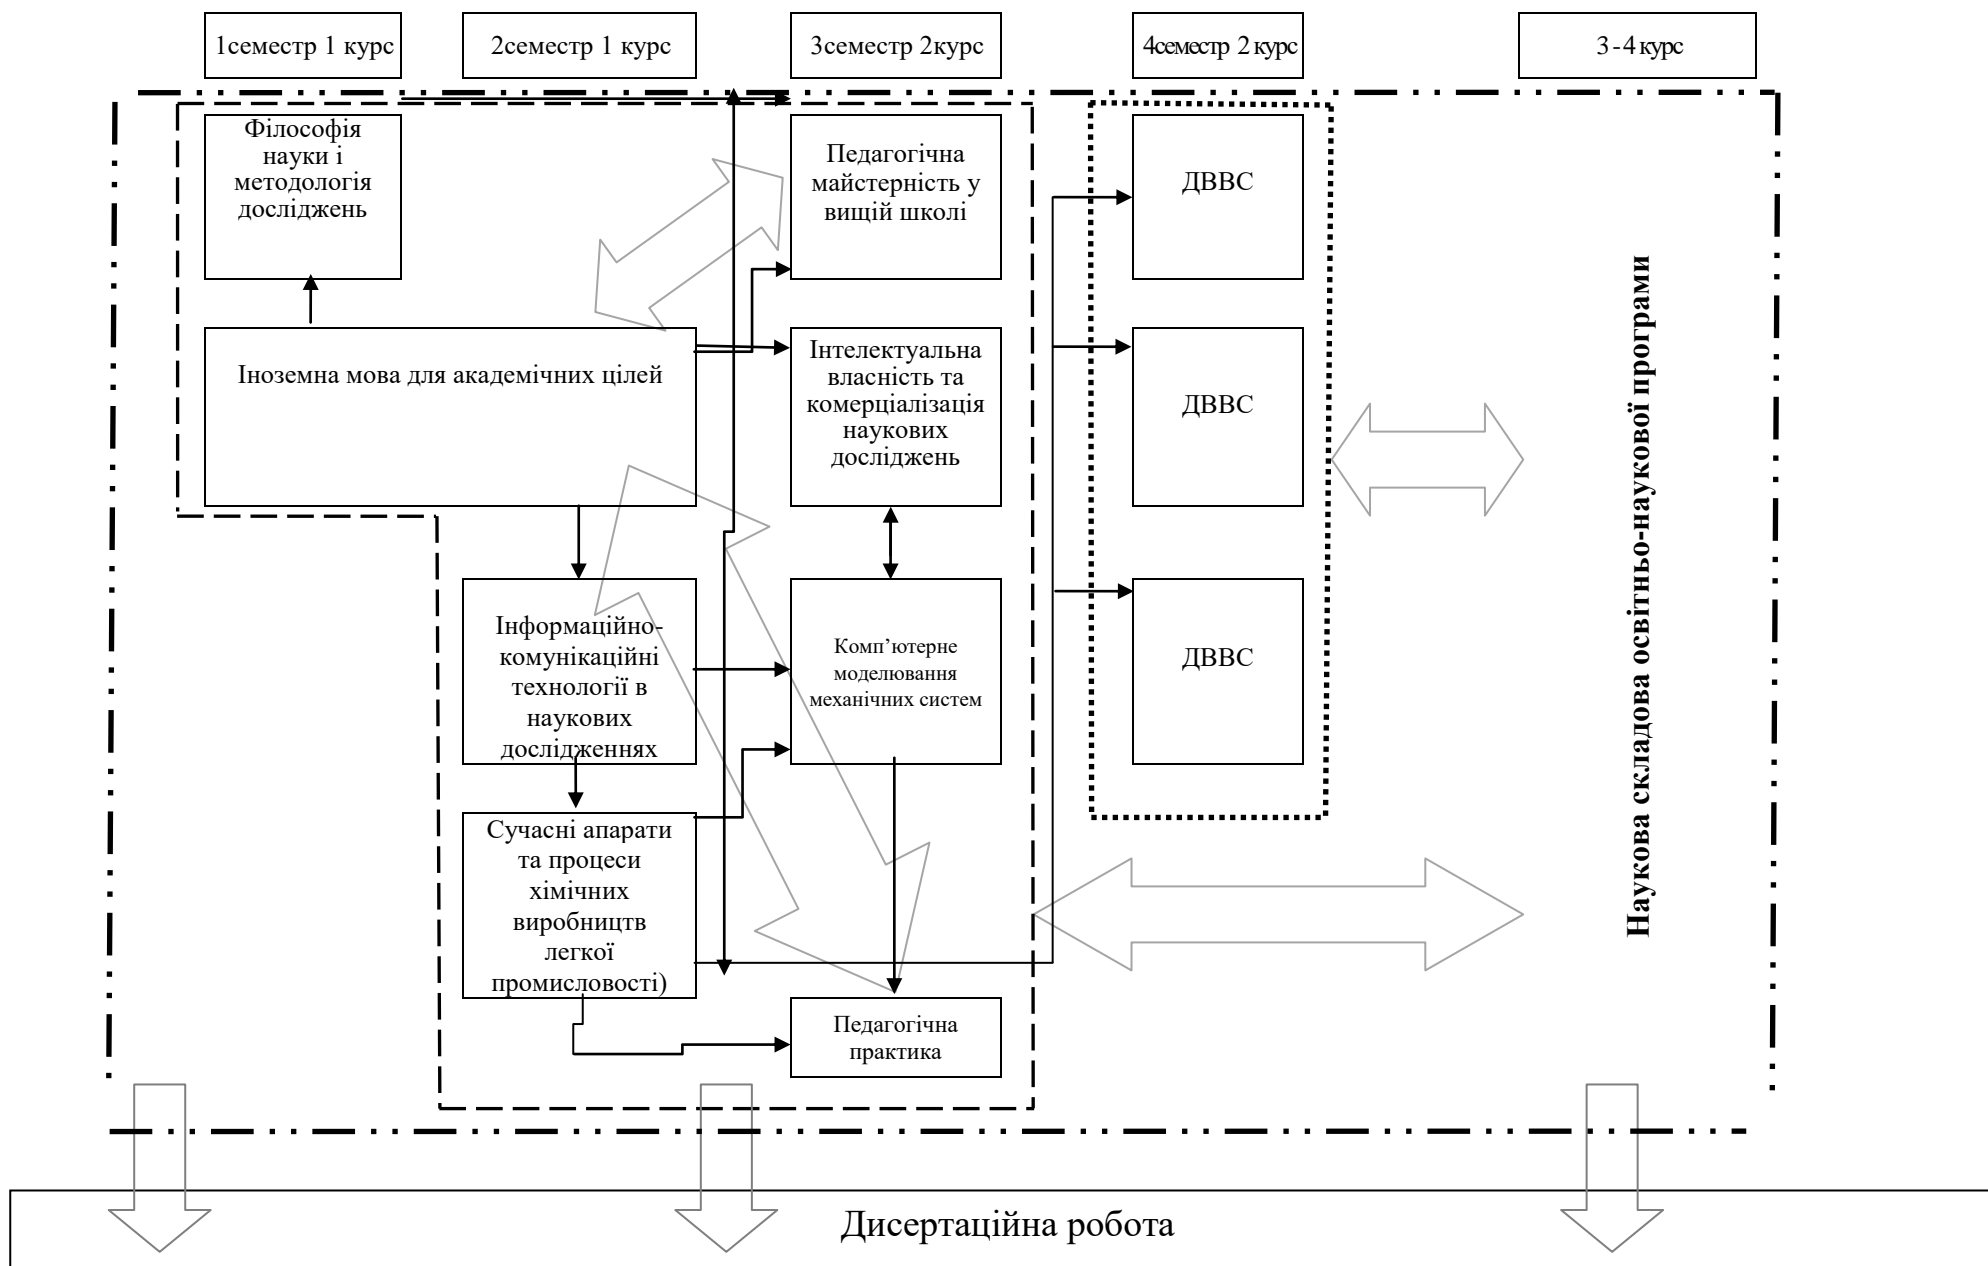 1семестр 1 курс
2семестр 1 курс
3семестр 2курс
4семестр 2 курс
3-4 курс
Філософія
науки і
методологія
досліджень
Педагогічна
майстерність у
вищій школі
ДВВС
Іноземна мова для академічних цілей
Інтелектуальна
власність та
комерціалізація
наукових
досліджень
ДВВС
Інформаційно-
комунікаційні
технології в
наукових
дослідженнях
Комп’ютерне
моделювання
механічних систем
ДВВС
Сучасні апарати
та процеси
хімічних
виробництв
легкої
промисловості)
Педагогічна
практика
Наукова складова освітньо-наукової програми
Дисертаційна робота